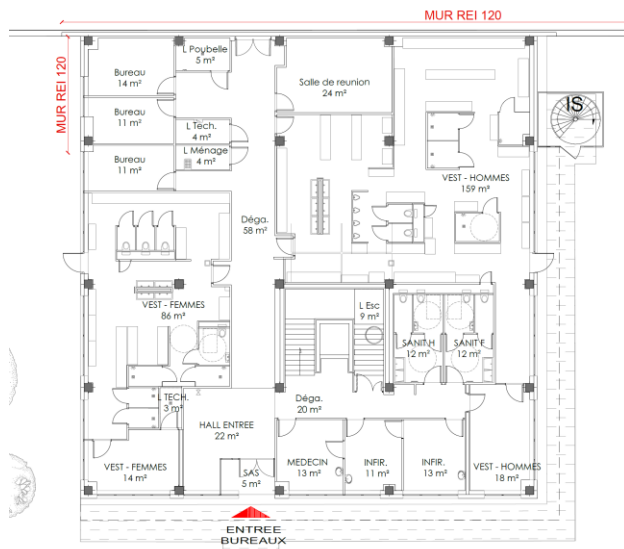 MUR REI 120
MUR REI 120
L Poubelle
5 m²
Bureau
14 m²
Salle de reunion
24 m²
IS
Bureau
11 m²
L Tech.
4 m²
L Ménage
4 m²
Bureau
11 m²
VEST - HOMMES
159 m²
Déga.
58 m²
VEST - FEMMES
86 m²
L Esc
9 m²
SANIT H
12 m²
SANIT F
12 m²
L TECH.
3 m²
Déga.
20 m²
HALL ENTREE
22 m²
VEST - FEMMES
14 m²
SAS
5 m²
MEDECIN
13 m²
INFIR.
11 m²
INFIR.
13 m²
VEST - HOMMES
18 m²
ENTREE
BUREAUX